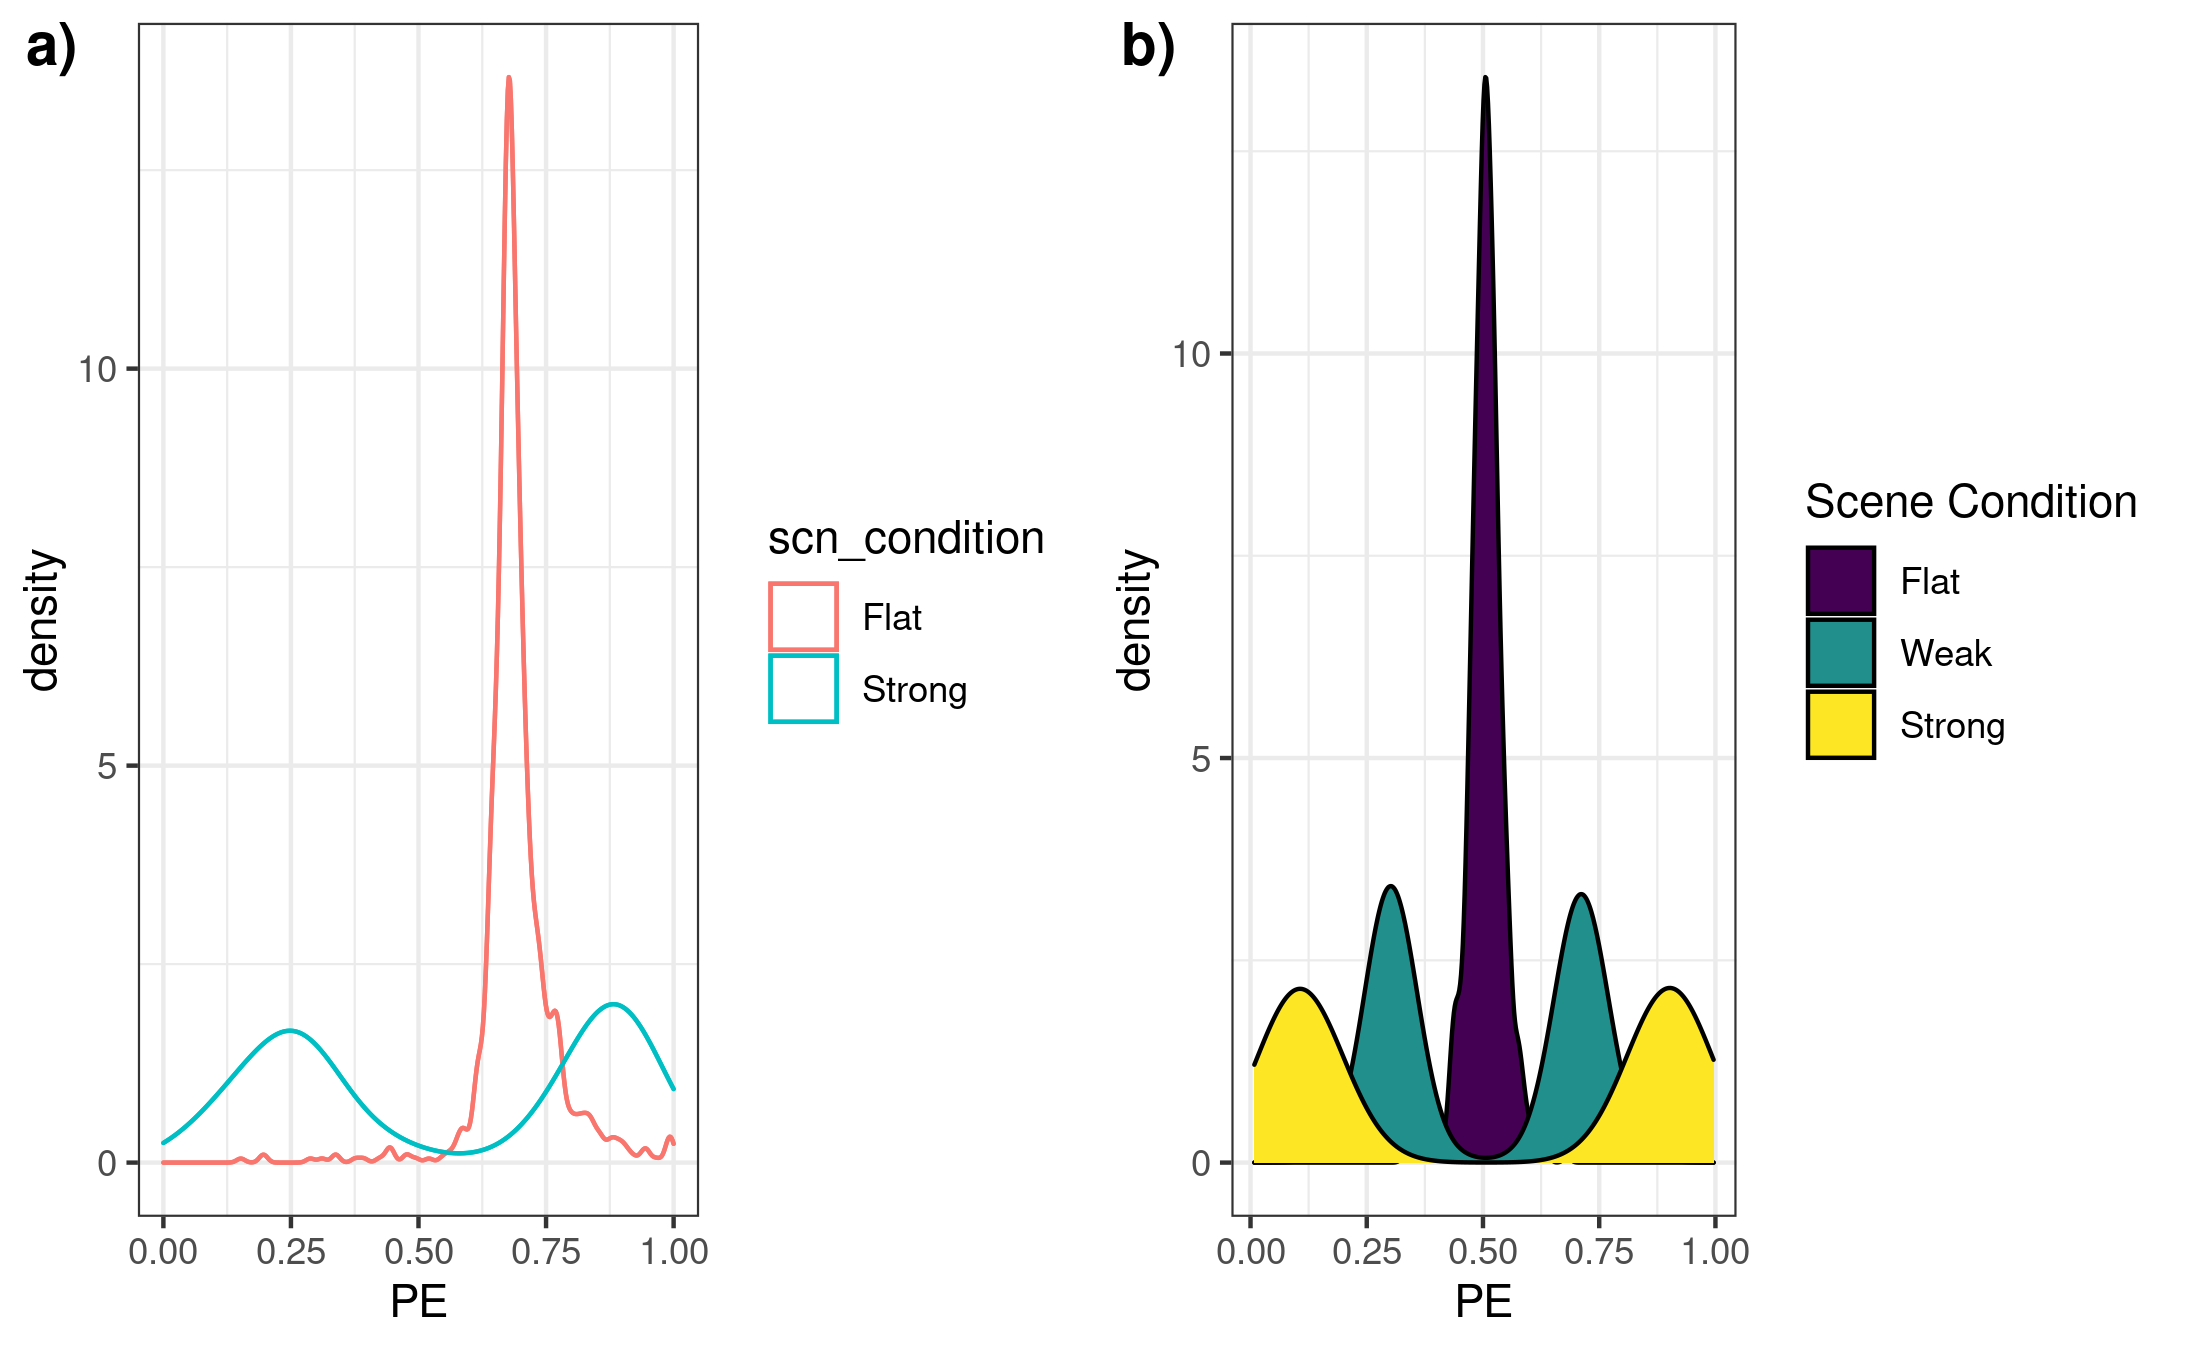 a)
density
10
5
0
0.00 0.25 0.50 0.75 1.00
PE
scn_condition
Flat
Strong
b)
density
10
5
0
0.00 0.25 0.50 0.75 1.00
PE
Scene Condition
Flat
Weak
Strong